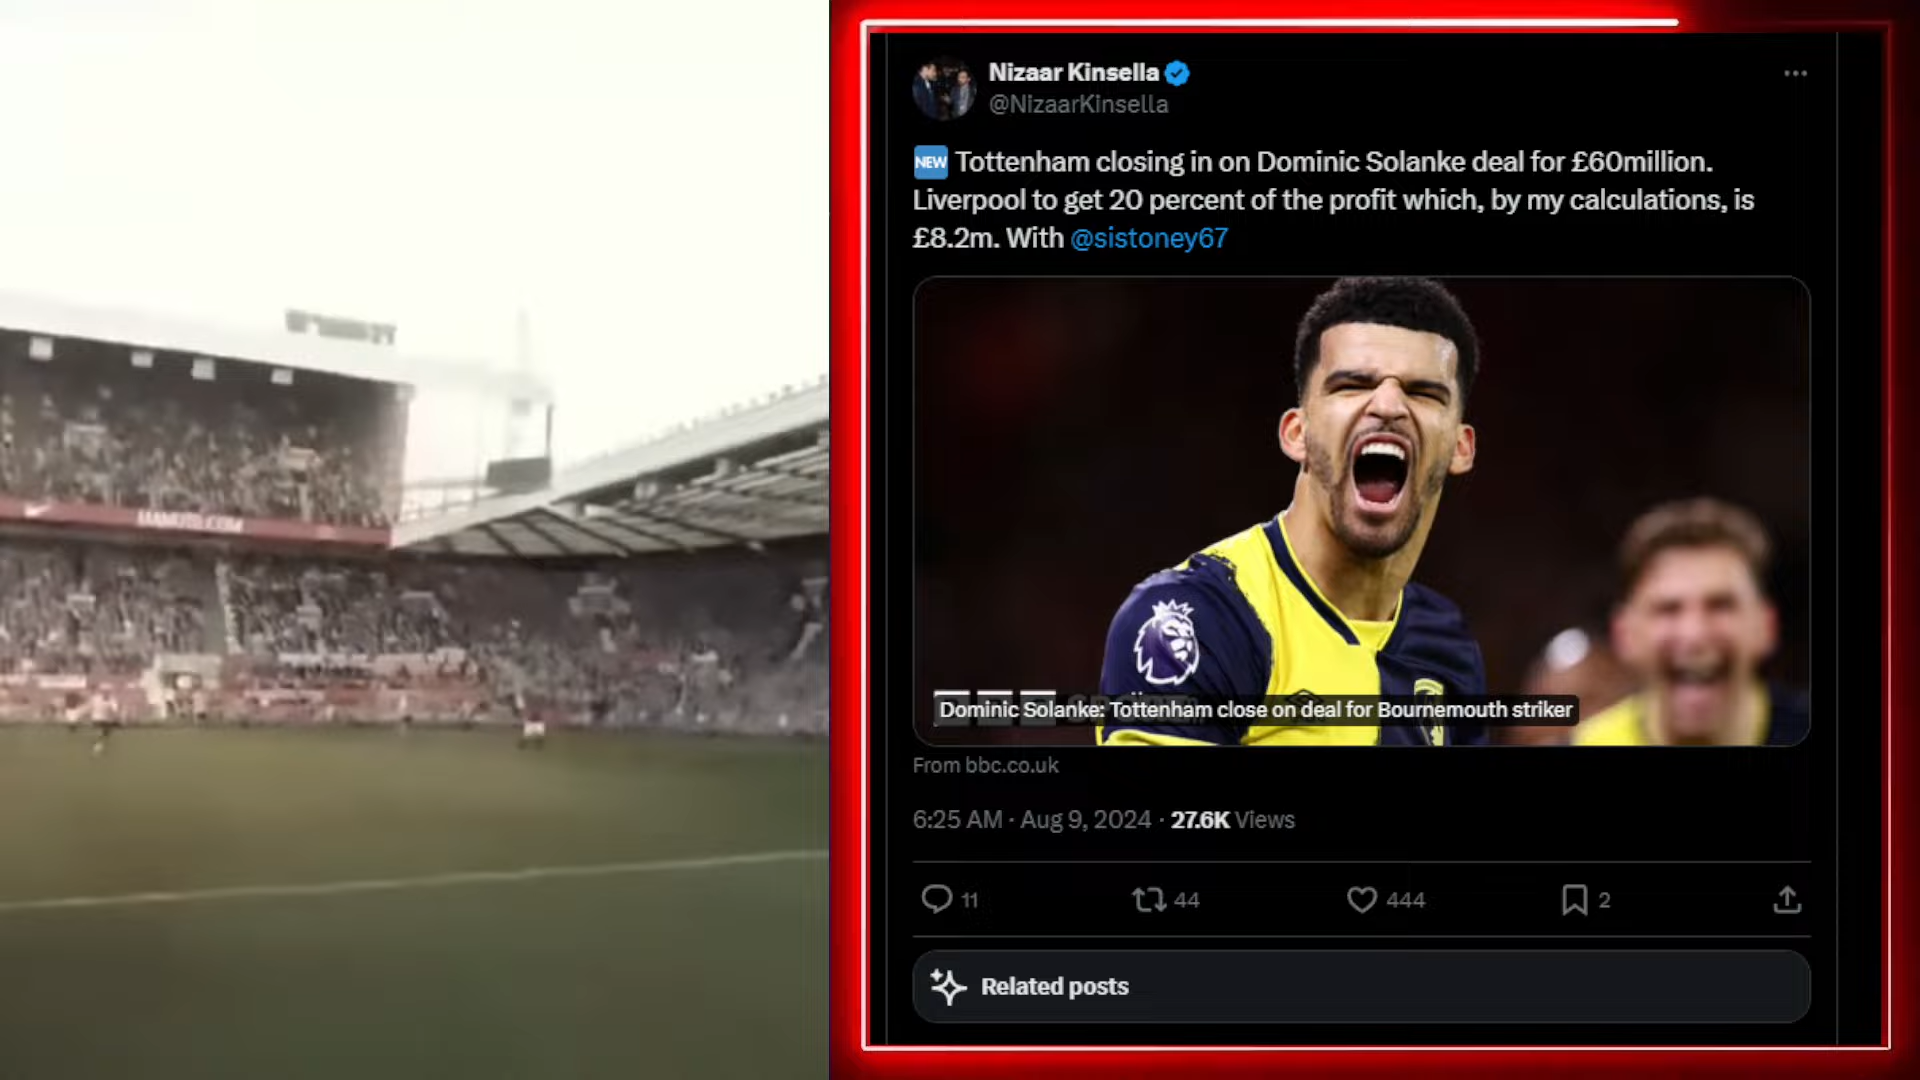 Nizaar Kinsella
@NizaarKinsella
NEW Tottenham closing in on Dominic Solanke deal for £60million.
Liverpool to get 20 percent of the profit which, by my calculations, is
£8.2m. With @sistoney67
Dominic Solanke: Tottenham close on deal for Bournemouth striker
From bbc.co.uk
6:25 AM · Aug 9, 2024 · 27.6K Views
11 44 444 2
Related posts